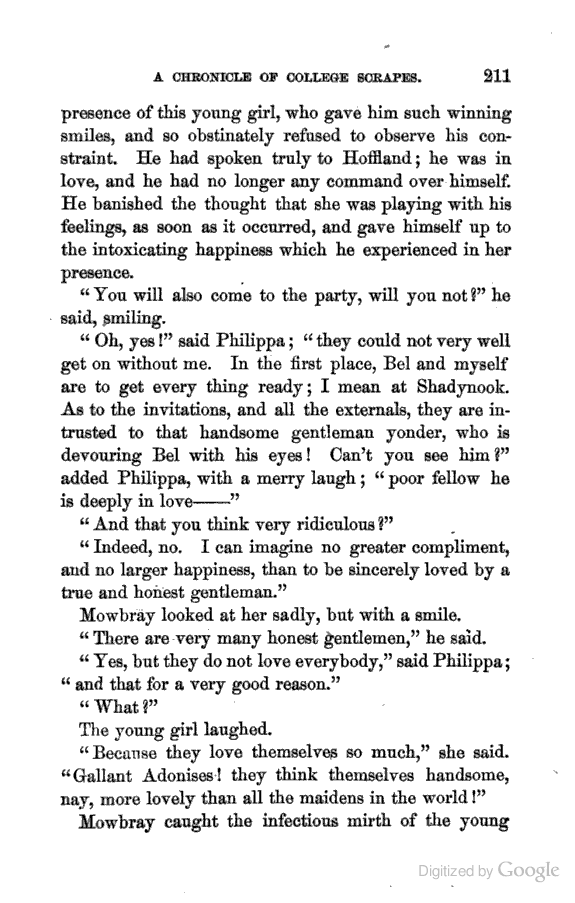 A CHRONICLE OF COLLEGE SCRAPES. 211
presence of this young girl, who gave him such winning
smiles, and so obstinately refused to observe his con-
straint. He had spoken truly to Hoffland; he was in
love, and he had no longer any command over himself.
He banished the thought that she was playing with his
feelings, as soon as it occurred, and gave himself up to
the intoxicating happiness which he experienced in her
presence.
"You will also come to the party, will you not?" he
said, smiling.
"Oh, yes!" said Philippa; "they could not very well
get on without me. In the first place, Bel and myself
are to get every thing ready; I mean at Shadynook.
As to the invitations, and all the externals, they are in-
trusted to that handsome gentleman yonder, who is
devouring Bel with his eyes! Can't you see him?"
added Philippa, with a merry laugh; "poor fellow he
is deeply in love——"
"And that you think very ridiculous?"
"Indeed, no. I can imagine no greater compliment,
and no larger happiness, than to be sincerely loved by a
true and honest gentleman."
Mowbray looked at her sadly, but with a smile.
"There are very many honest gentlemen," he said.
"Yes, but they do not love everybody," said Philippa;
"and that for a very good reason."
"What?"
The young girl laughed.
"Because they love themselves so much," she said.
"Gallant Adonises! they think themselves handsome,
nay, more lovely than all the maidens in the world!"
Mowbray caught the infectious mirth of the young
Digitized by Google